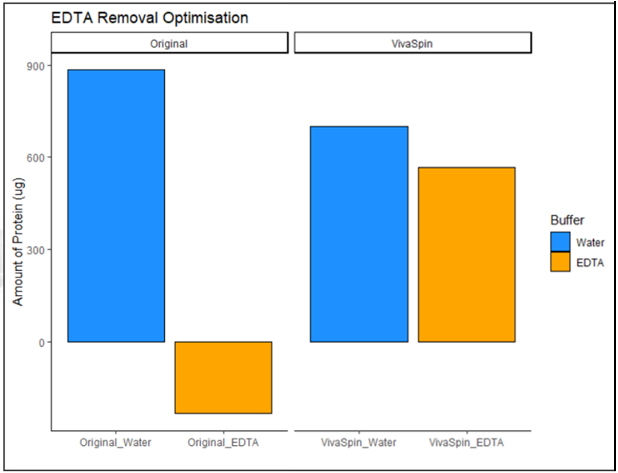 EDTA Removal Optimisation
Original
VivaSpin
900
600
300
0
Amount of Protein (ug)
Original_Water
Original_EDTA
VivaSpin_Water
VivaSpin_EDTA
Buffer
Water
EDTA